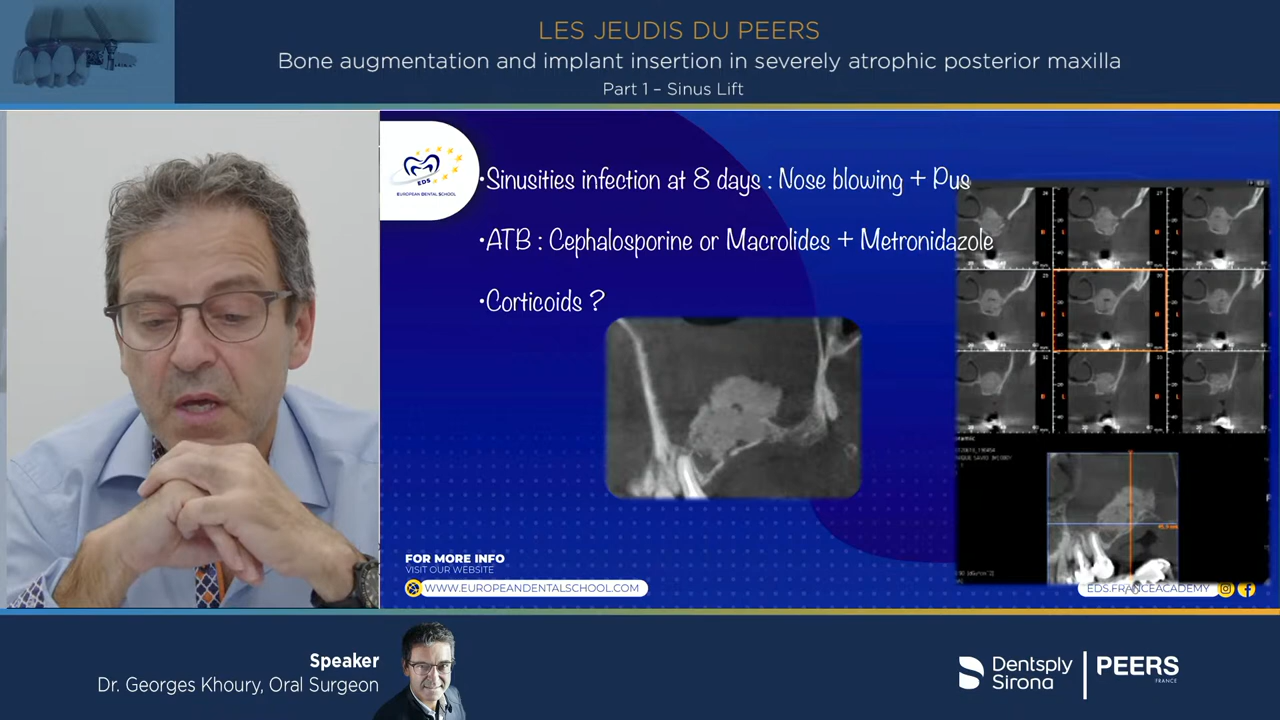 LES JEUDIS DU PEERS
Bone augmentation and implant insertion in severely atrophic posterior maxilla
Part 1 – Sinus Lift
EDS
EUROPEAN DENTAL SCHOOL
•Sinusities infection at 8 days : Nose blowing + Pus
•ATB : Cephalosporine or Macrolides + Metronidazole
•Corticoids ?
FOR MORE INFO
VISIT OUR WEBSITE
WWW.EUROPEANDENTALSCHOOL.COM
EDS.FRANCEACADEMY
Speaker
Dr. Georges Khoury, Oral Surgeon
Dentsply
Sirona
PEERS
FRANCE